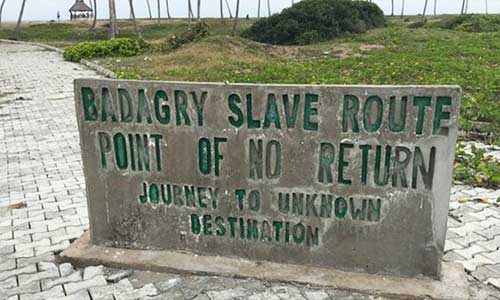 BADAGRY SLAVE ROUTE
POINT OF NO RETURN
JOURNEY TO UNKNOWN
DESTINATION